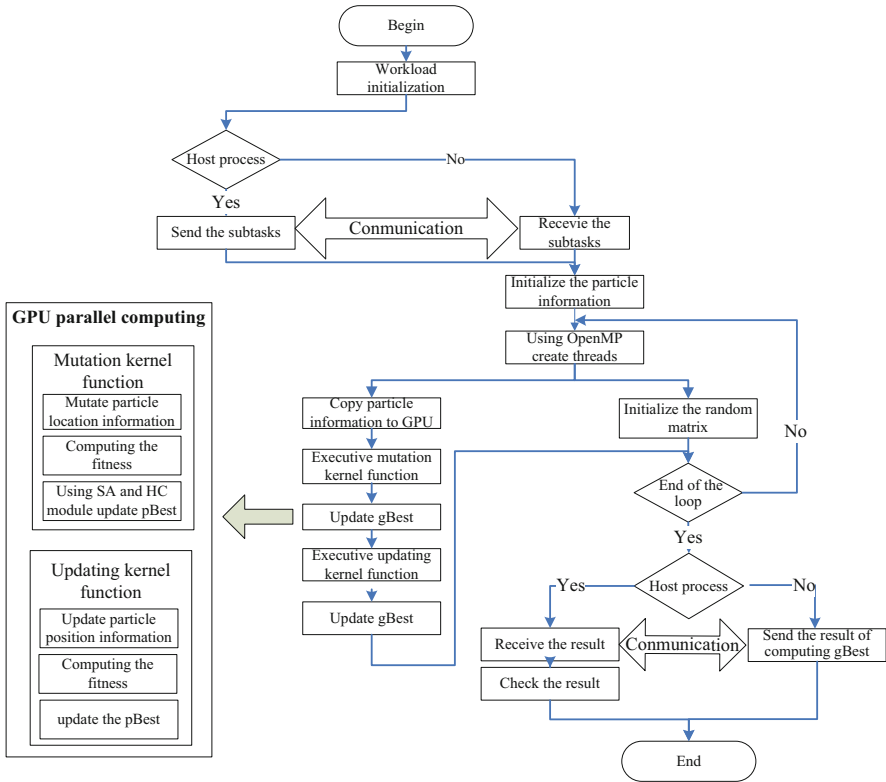 Begin
Workload
initialization
Host process
No
Yes
Send the subtasks
Conmunication
Recevie the
subtasks
Initialize the particle
information
Using OpenMP
create threads
GPU parallel computing
Mutation kernel
function
Mutate particle
location information
Computing the
fitness
Using SA and HC
module update pBest
Updating kernel
function
Update particle
position information
Computing the
fitness
update the pBest
Copy particle
information to GPU
Executive mutation
kernel function
Update gBest
Executive updating
kernel function
Update gBest
Initialize the random
matrix
No
End of the
loop
Yes
Host process
Yes
No
Receive the result
Conmunication
Send the result of
computing gBest
Check the result
End